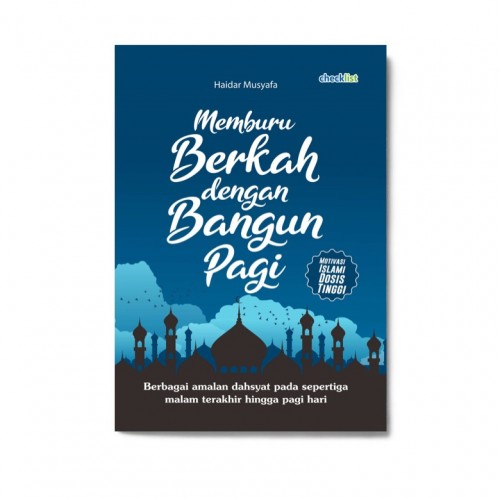 Haidar Musyafa
checklist
Memburu
Berkah
dengan
Bangun
Pagi
MOTIVASI
ISLAMI
DOSIS
TINGGI
Berbagai amalan dahsyat pada sepertiga
malam terakhir hingga pagi hari